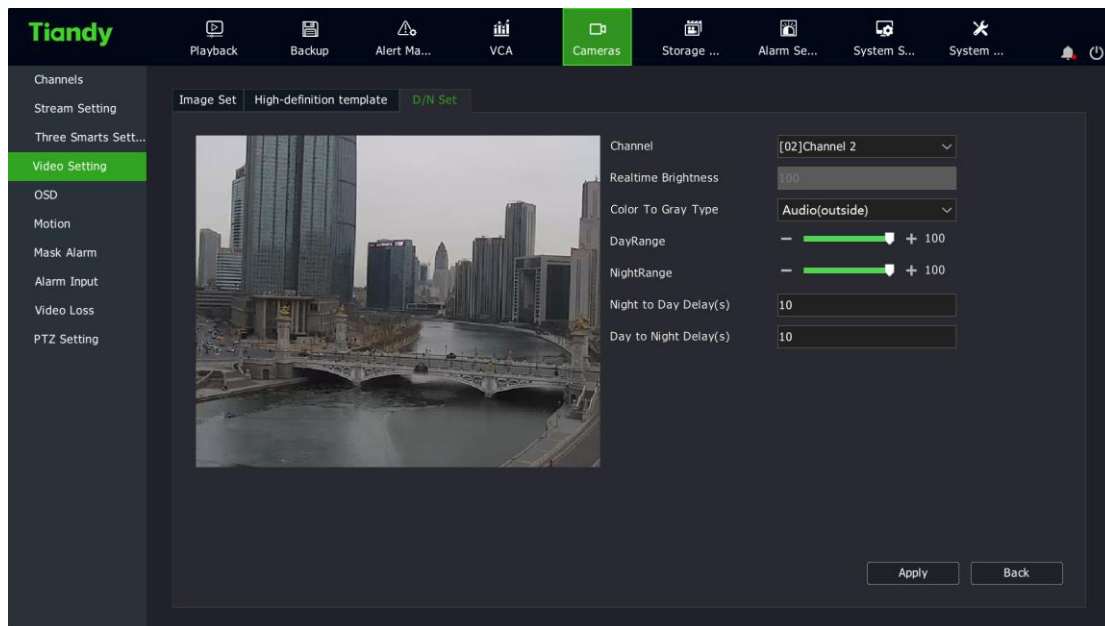 Tiandy
Playback
Backup
Alert Ma...
VCA
Cameras
Storage ...
Alarm Se...
System S...
System ...
Channels
Stream Setting
Three Smarts Sett...
Video Setting
OSD
Motion
Mask Alarm
Alarm Input
Video Loss
PTZ Setting
Image Set
High-definition template
D/N Set
Channel
[02]Channel 2
Realtime Brightness
100
Color To Gray Type
Audio(outside)
DayRange
100
NightRange
100
Night to Day Delay(s)
10
Day to Night Delay(s)
10
Apply
Back